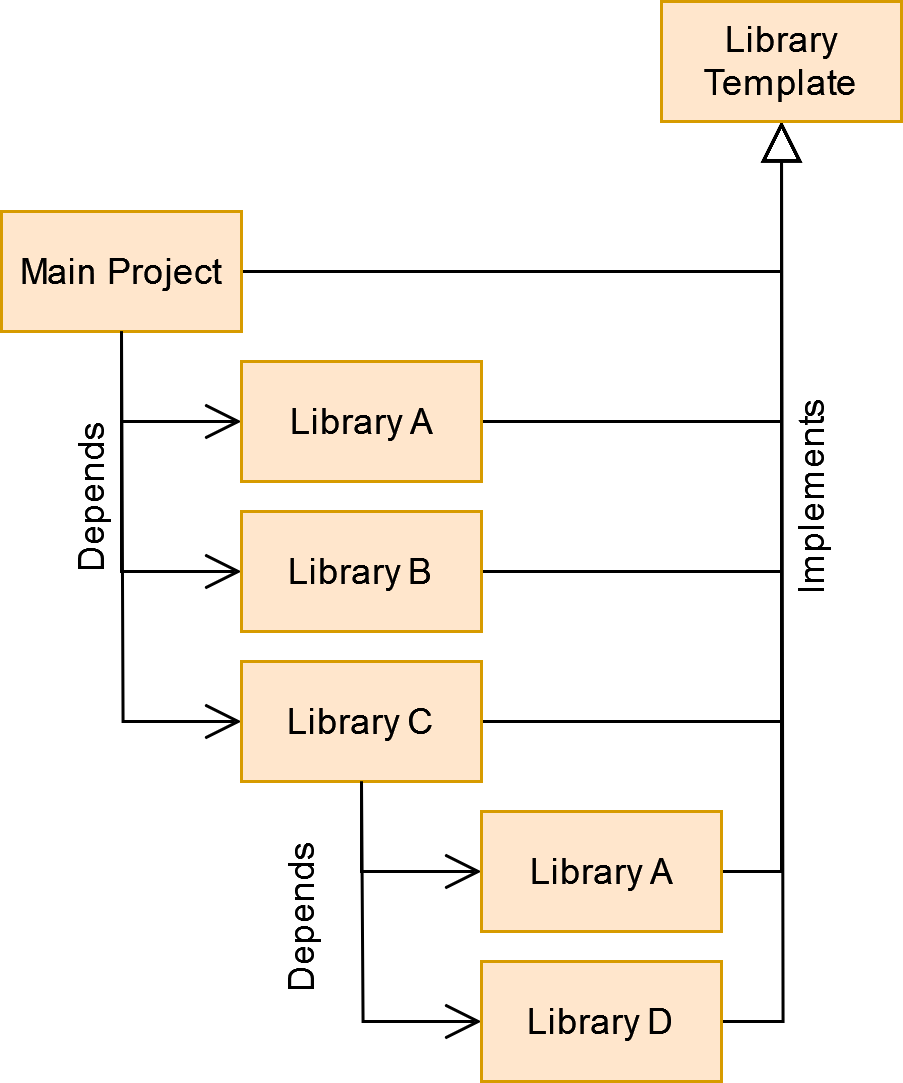 Library
Template
Main Project
Library A
Depends
Implements
Library B
Library C
Library A
Depends
Library D